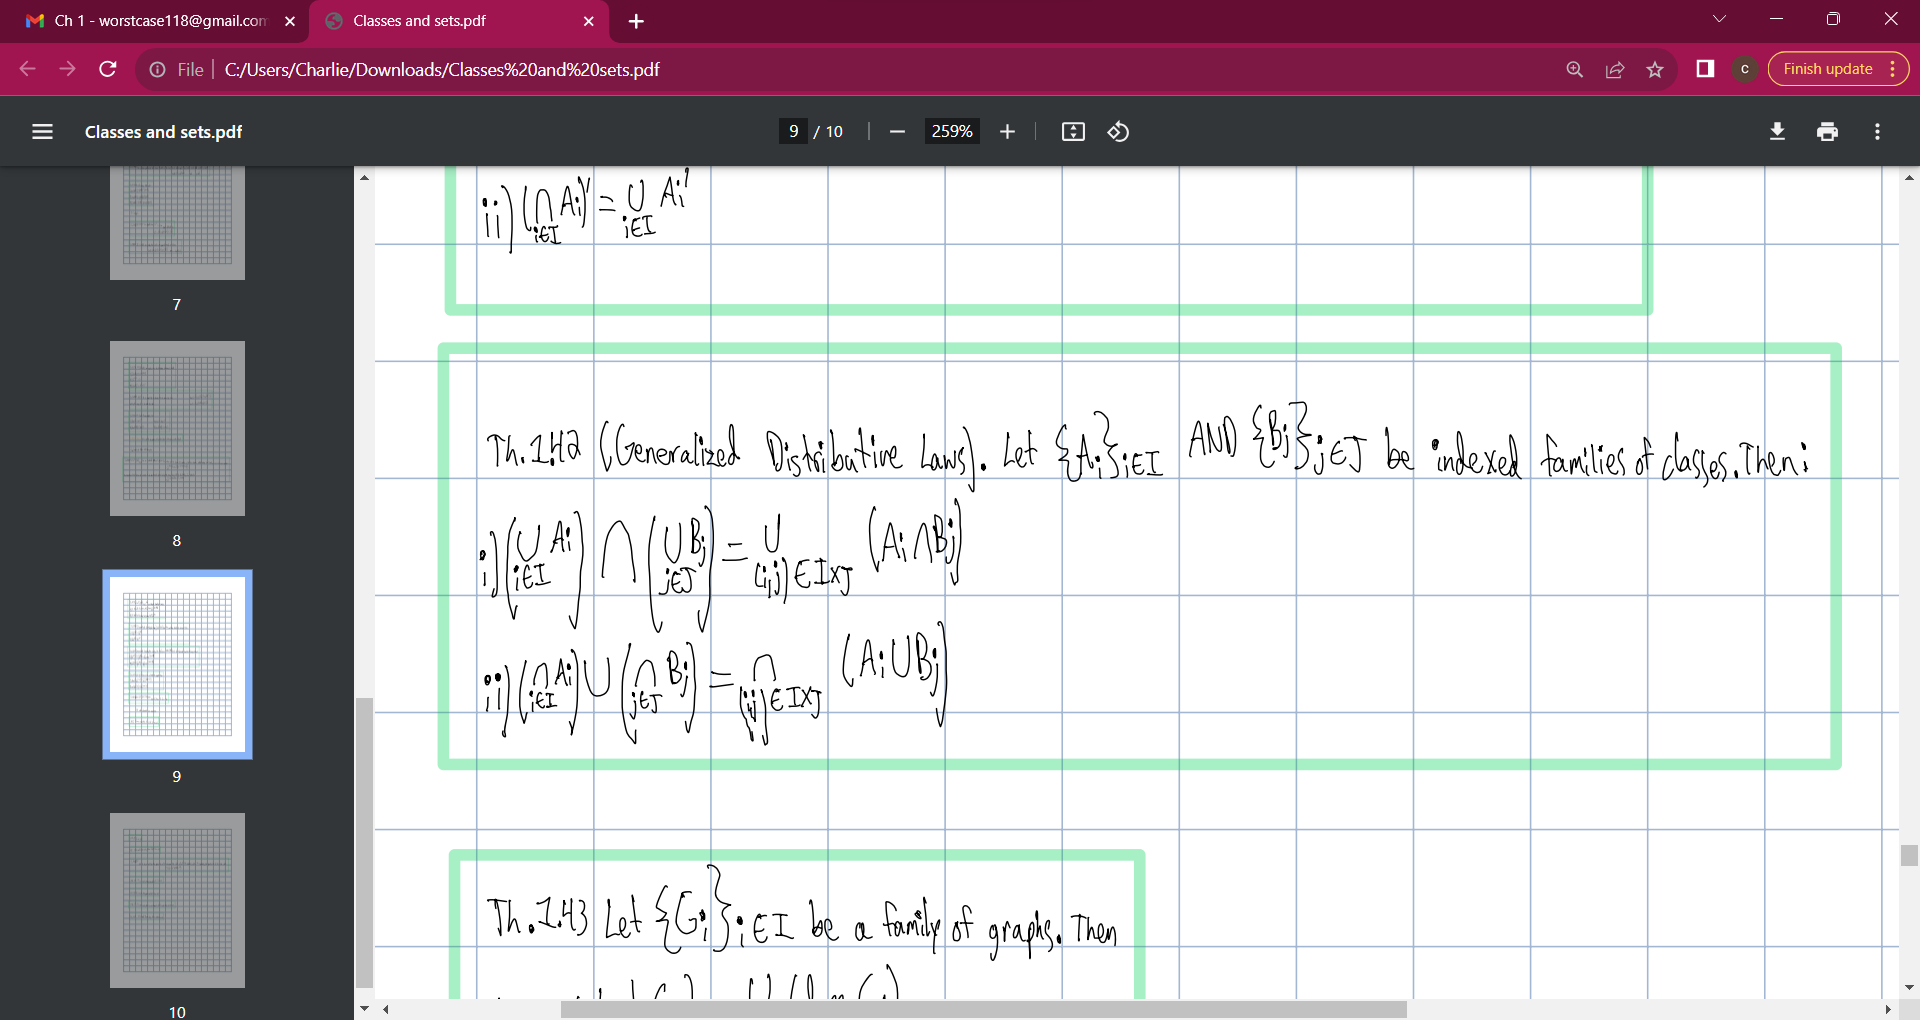 Ch 1 - worstcase118@gmail.com
Classes and sets.pdf
File
C:/Users/Charlie/Downloads/Classes%20and%20sets.pdf
c
Finish update
Classes and sets.pdf
9 / 10
259%
7
8
9
10
ii) (⋂ Ai)' = ⋃ Ai'
i∈I i∈I
Th. 1.42 (Generalized Distributive Laws). Let {Ai}i∈I AND {Bj}j∈J be indexed families of classes. Then:
i) (⋃ Ai) ⋂ (⋃ Bj) = ⋃ (Ai ∩ Bj)
i∈I j∈J (i,j)∈I×J
ii) (⋂ Ai) ∪ (⋂ Bj) = ⋂ (Ai ∪ Bj)
i∈I j∈J (i,j)∈I×J
Th. 1.43 Let {Gi}i∈I be a family of graphs. Then